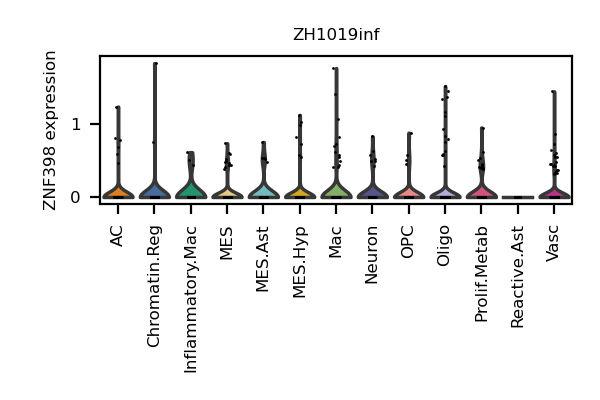 ZH1019inf
ZNF398 expression
1
0
AC
Chromatin.Reg
Inflammatory.Mac
MES
MES.Ast
MES.Hyp
Mac
Neuron
OPC
Oligo
Prolif.Metab
Reactive.Ast
Vasc